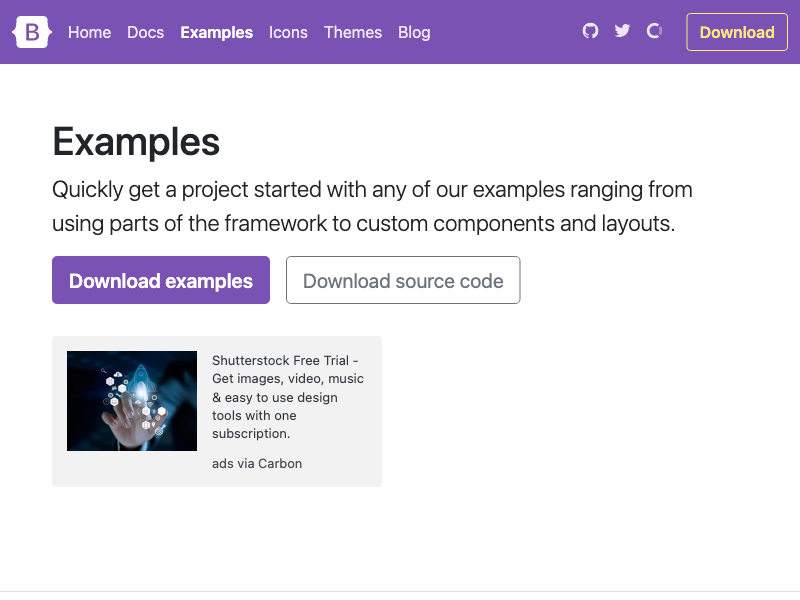 B Home Docs Examples Icons Themes Blog Download
Examples
Quickly get a project started with any of our examples ranging from
using parts of the framework to custom components and layouts.
Download examples Download source code
Shutterstock Free Trial -
Get images, video, music
& easy to use design
tools with one
subscription.
ads via Carbon